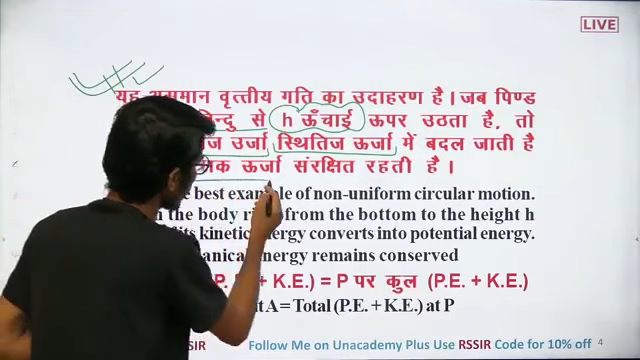 LIVE
यह असमान वृत्तीय गति का उदाहरण है। जब पिण्ड
बिन्दु से h ऊँचाई ऊपर उठता है, तो
ऊर्जा स्थितिज ऊर्जा में बदल जाती है
ऊर्जा संरक्षित रहती है।
best example of non-uniform circular motion.
the body from the bottom to the height h
its kinetic energy converts into potential energy.
energy remains conserved
K.E.) = P पर कुल (P.E. + K.E.)
A = Total (P.E. + K.E.) at P
RSSIR Follow Me on Unacademy Plus Use RSSIR Code for 10% off 4